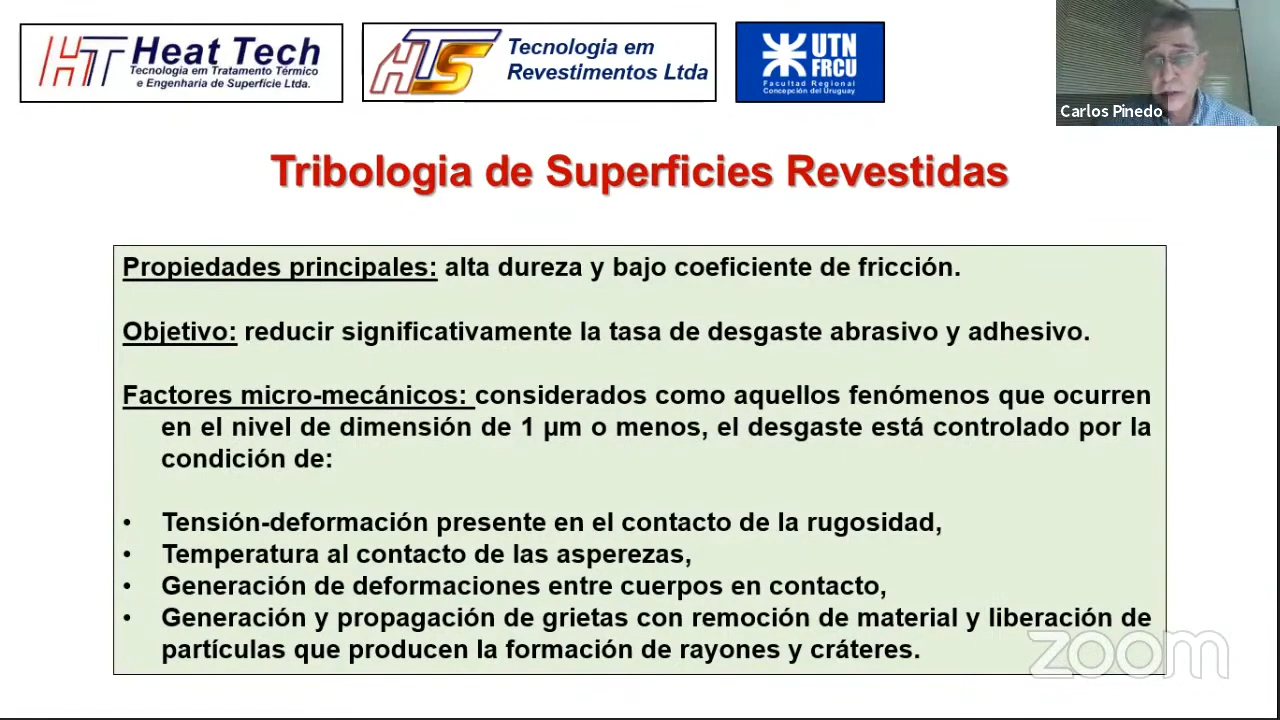 HT Heat Tech
Tecnologia em Tratamento Térmico
e Engenharia de Superfície Ltda.
HTS
Tecnologia em
Revestimentos Ltda
UTN
FRCU
Facultad Regional
Concepción del Uruguay
Carlos Pinedo
Tribologia de Superficies Revestidas
Propiedades principales: alta dureza y bajo coeficiente de fricción.
Objetivo: reducir significativamente la tasa de desgaste abrasivo y adhesivo.
Factores micro-mecánicos: considerados como aquellos fenómenos que ocurren
en el nivel de dimensión de 1 µm o menos, el desgaste está controlado por la
condición de:
• Tensión-deformación presente en el contacto de la rugosidad,
• Temperatura al contacto de las asperezas,
• Generación de deformaciones entre cuerpos en contacto,
• Generación y propagación de grietas con remoción de material y liberación de
partículas que producen la formación de rayones y cráteres.
zoom